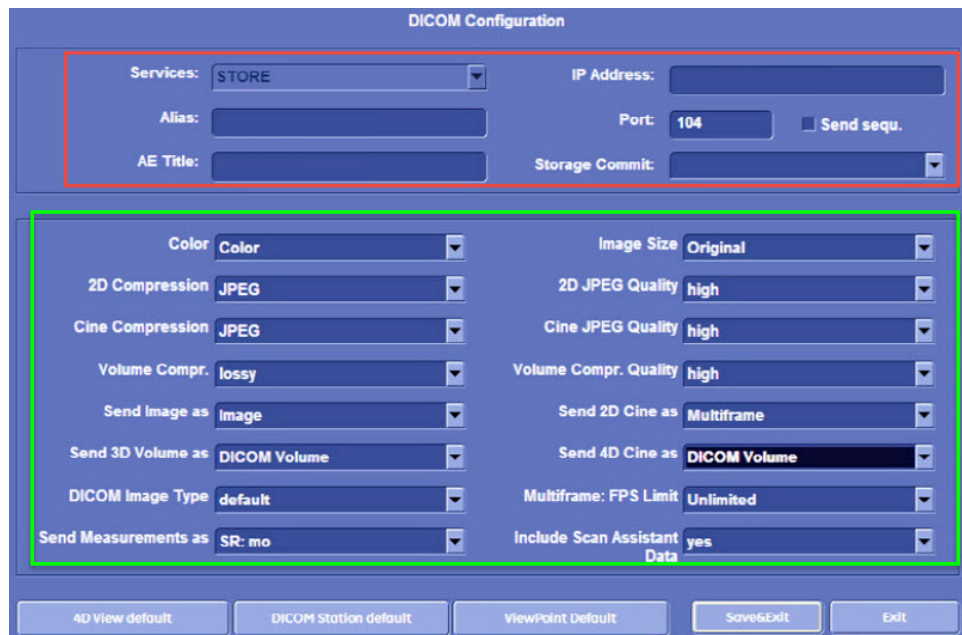 DICOM Configuration
Services: STORE IP Address:
Alias: Port: 104 Send sequ.
AE Title: Storage Commit:
Color Color Image Size Original
2D Compression JPEG 2D JPEG Quality high
Cine Compression JPEG Cine JPEG Quality high
Volume Compr. lossy Volume Compr. Quality high
Send Image as Image Send 2D Cine as Multiframe
Send 3D Volume as DICOM Volume Send 4D Cine as DICOM Volume
DICOM Image Type default Multiframe: FPS Limit Unlimited
Send Measurements as SR: mo Include Scan Assistant Data yes
4D View default DICOM Station default ViewPoint Default Save&Exit Exit